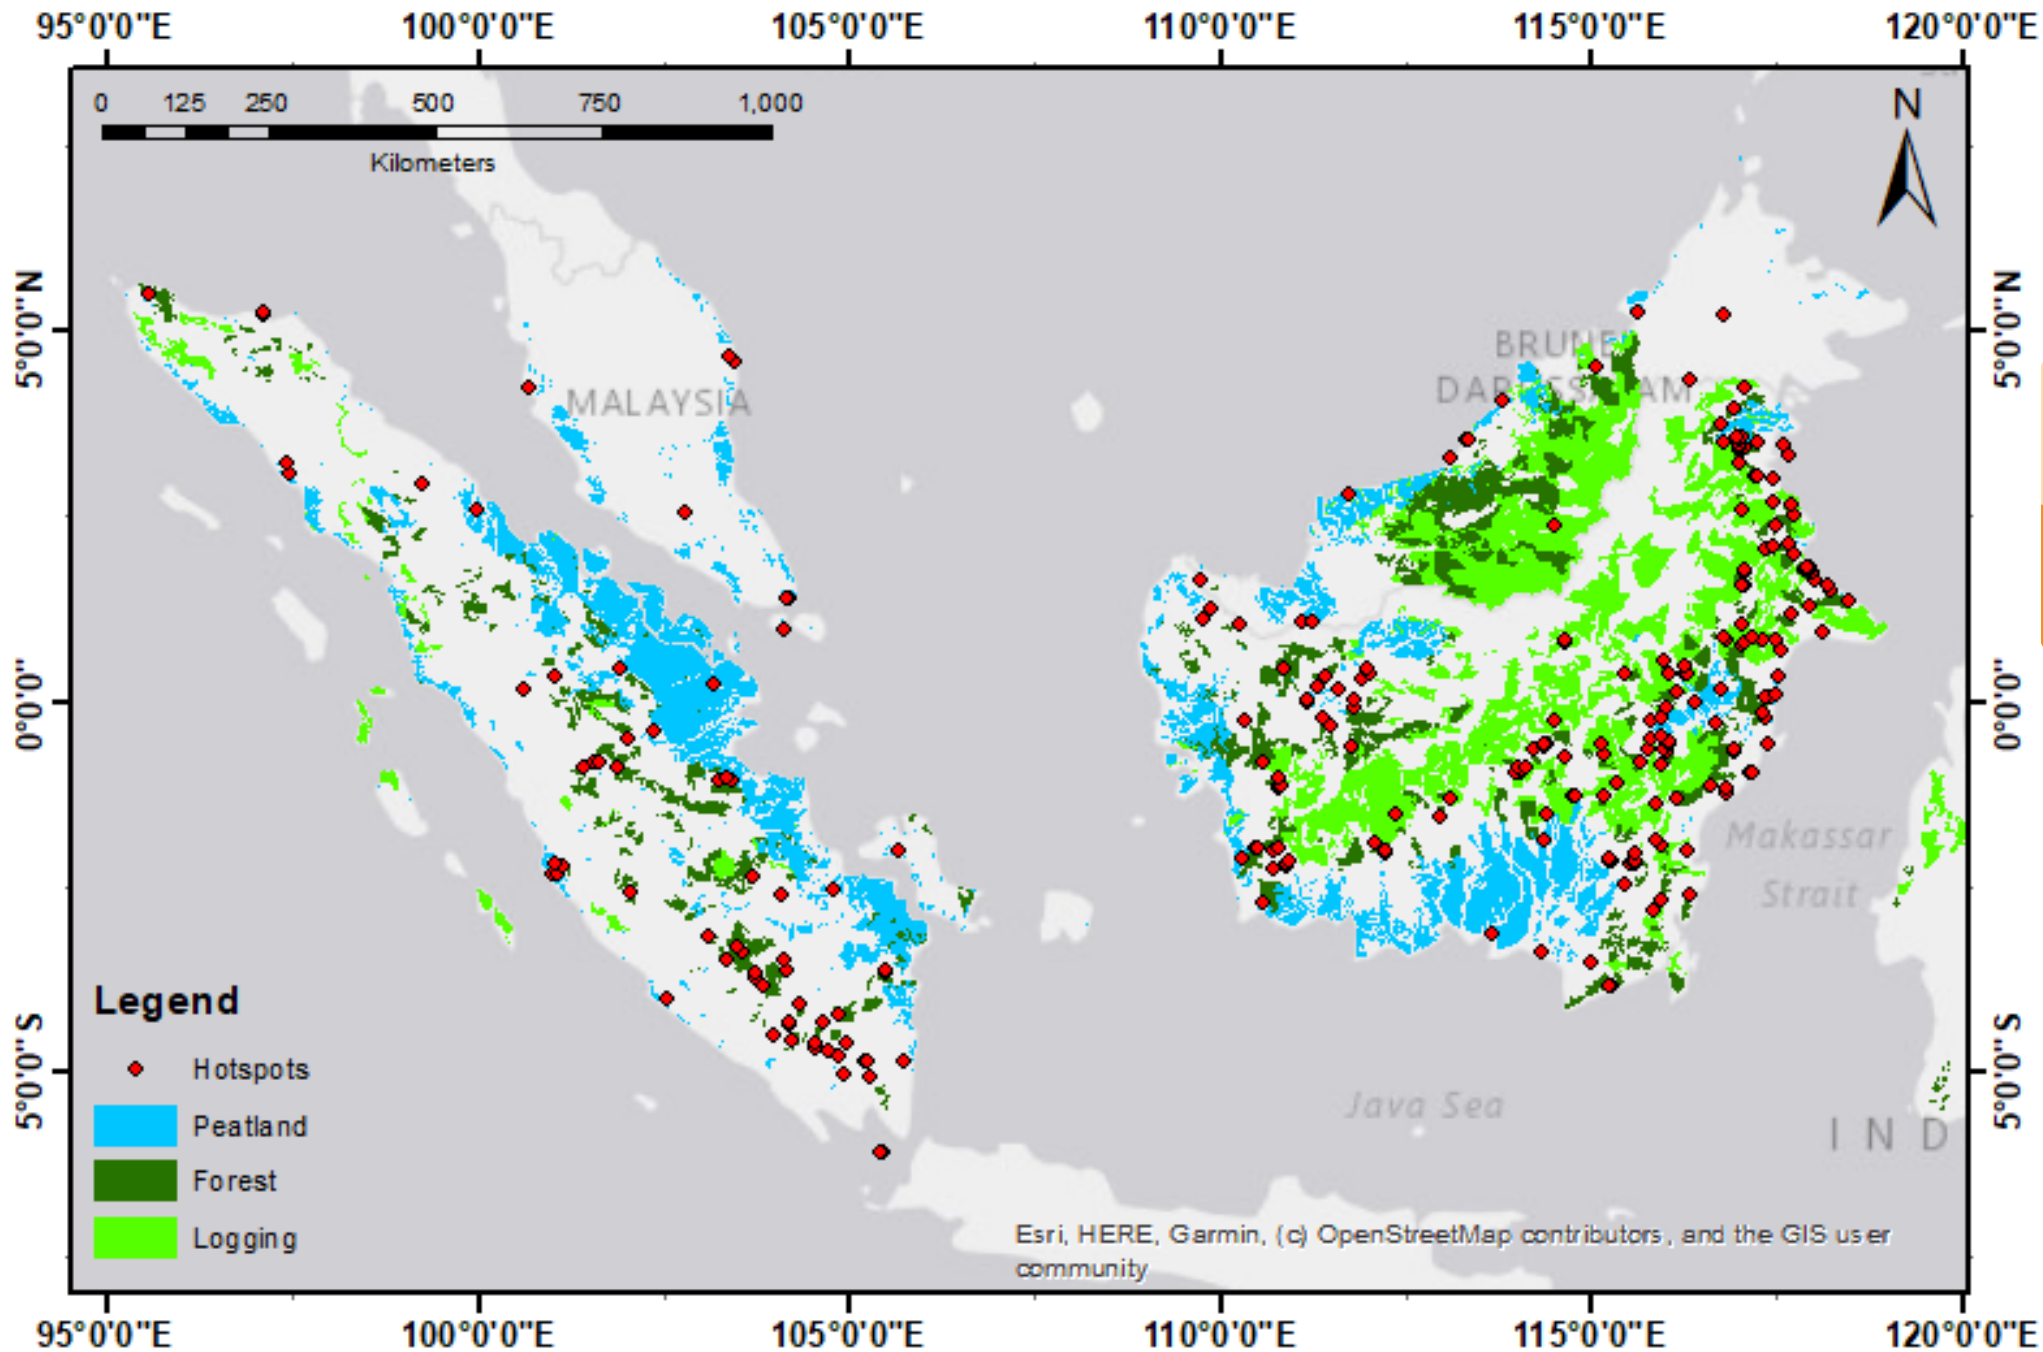 95°0'0"E 100°0'0"E 105°0'0"E 110°0'0"E 115°0'0"E 120°0'0"E
0 125 250 500 750 1,000
Kilometers
N
5°0'0"N
5°0'0"N
BRUNEI
DARUSSALAM
MALAYSIA
0°0'0"
0°0'0"
Makassar
Strait
Legend
Hotspots
Peatland
Forest
Logging
5°0'0"S
5°0'0"S
Java Sea
I N D
Esri, HERE, Garmin, (c) OpenStreetMap contributors, and the GIS user
community
95°0'0"E 100°0'0"E 105°0'0"E 110°0'0"E 115°0'0"E 120°0'0"E